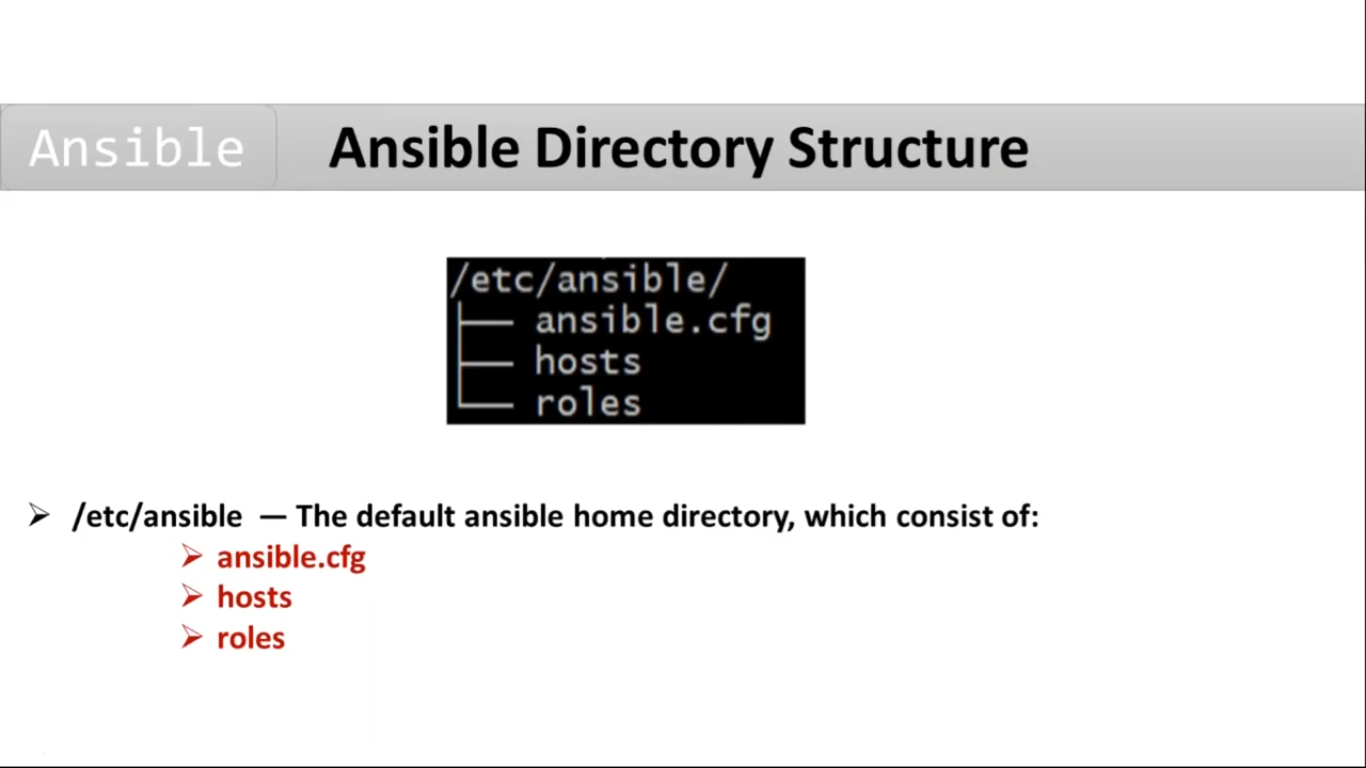 Ansible
Ansible Directory Structure
/etc/ansible/
├── ansible.cfg
├── hosts
└── roles
➢ /etc/ansible — The default ansible home directory, which consist of:
➢ ansible.cfg
➢ hosts
➢ roles